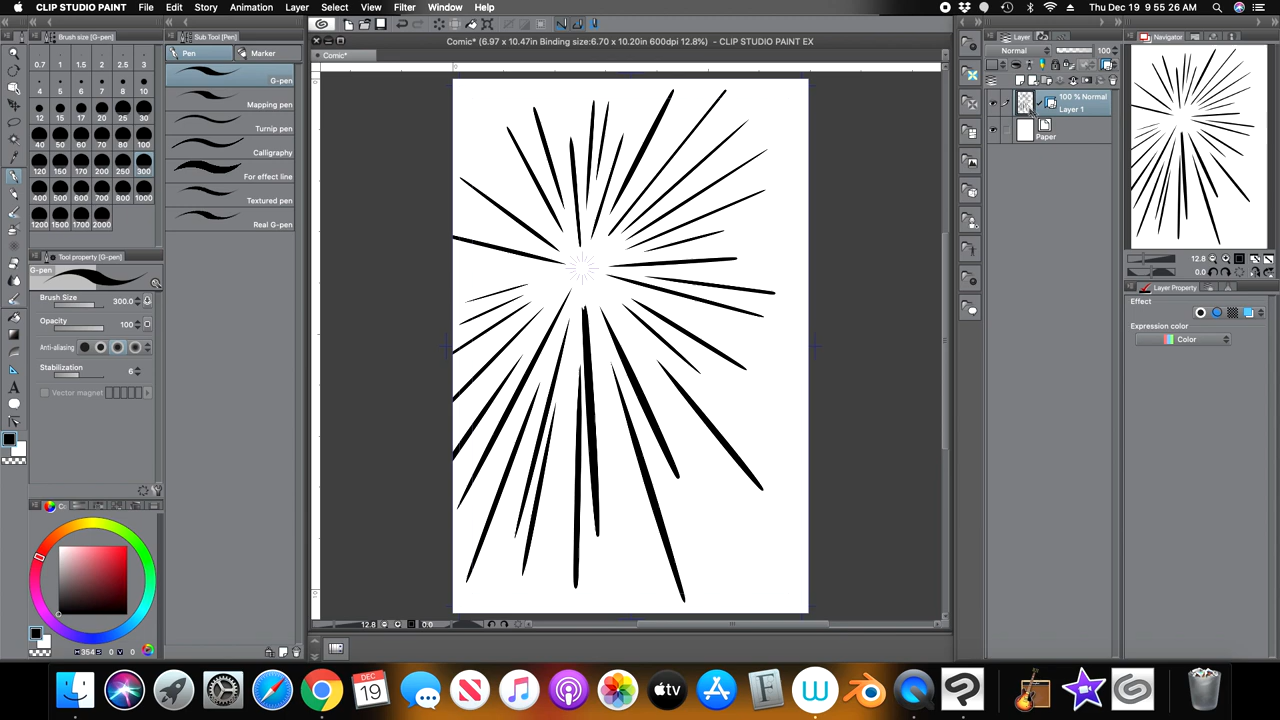 CLIP STUDIO PAINT File Edit Story Animation Layer Select View Filter Window Help Thu Dec 19 9:55:26 AM
Brush size [G-pen]
Sub Tool [Pen]
Comic* (6.97 x 10.47in Binding size:6.70 x 10.20in 600dpi 12.8%) - CLIP STUDIO PAINT EX
Comic*
Layer
Navigator
Pen
Marker
Normal
100
0.7 1 1.5 2 2.5 3
4 5 6 7 8 10
12 15 17 20 25 30
40 50 60 70 80 100
120 150 170 200 250 300
400 500 600 700 800 1000
1200 1500 1700 2000
G-pen
Mapping pen
Turnip pen
Calligraphy
For effect line
Textured pen
Real G-pen
100 % Normal
Layer 1
Paper
Tool property [G-pen]
G-pen
Brush Size 300.0
Opacity 100
Anti-aliasing
Stabilization 6
Vector magnet
12.8
0.0
Layer Property
Effect
Expression color
Color
C:
H 354 S 0 V 0
12.8
0.0
DEC
19
tv